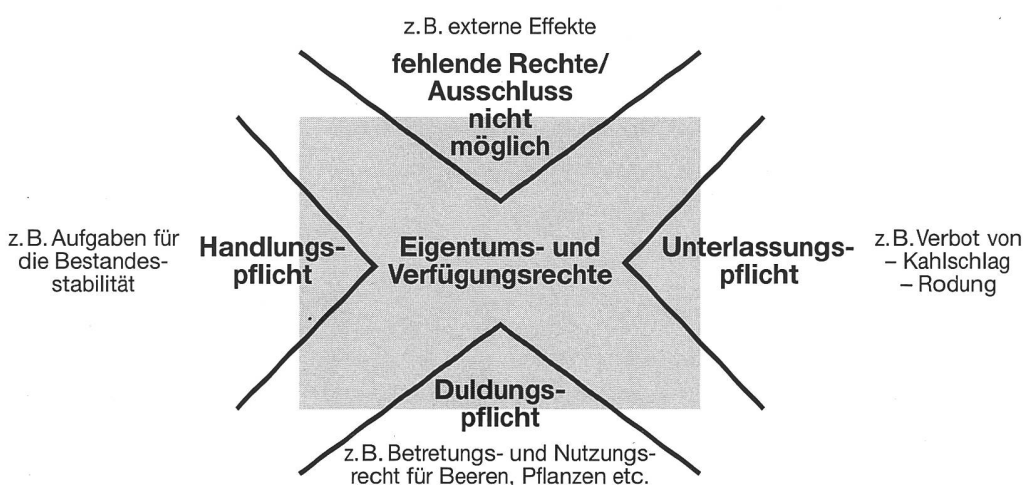 z.B. externe Effekte
fehlende Rechte/
Ausschluss
nicht
möglich
z.B. Aufgaben für
die Bestandes-
stabilität
Handlungs-
pflicht
Eigentums- und
Verfügungsrechte
Unterlassungs-
pflicht
z.B. Verbot von
– Kahlschlag
– Rodung
Duldungs-
pflicht
z.B. Betretungs- und Nutzungs-
recht für Beeren, Pflanzen etc.